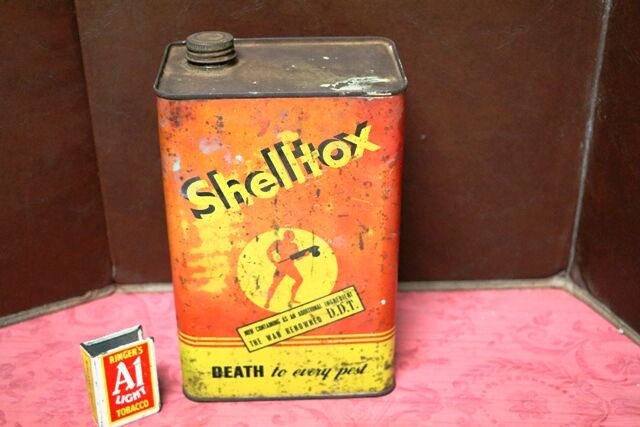 Shelltox
NOW CONTAINING AS AN ADDITIONAL INGREDIENT
THE WAR RENOWNED D.D.T.
DEATH to every pest
RINGER'S
A1
LIGHT
TOBACCO